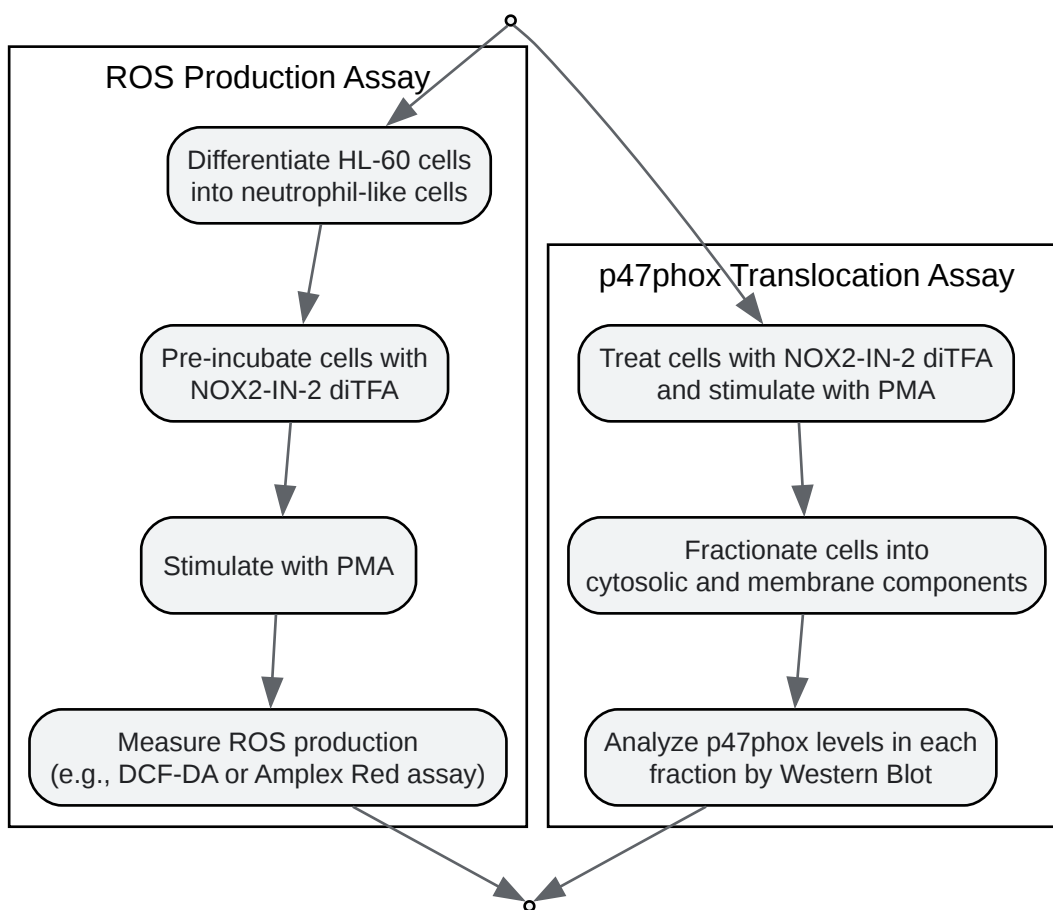 ROS Production Assay
Differentiate HL-60 cells
into neutrophil-like cells
Pre-incubate cells with
NOX2-IN-2 diTFA
Stimulate with PMA
Measure ROS production
(e.g., DCF-DA or Amplex Red assay)
p47phox Translocation Assay
Treat cells with NOX2-IN-2 diTFA
and stimulate with PMA
Fractionate cells into
cytosolic and membrane components
Analyze p47phox levels in each
fraction by Western Blot